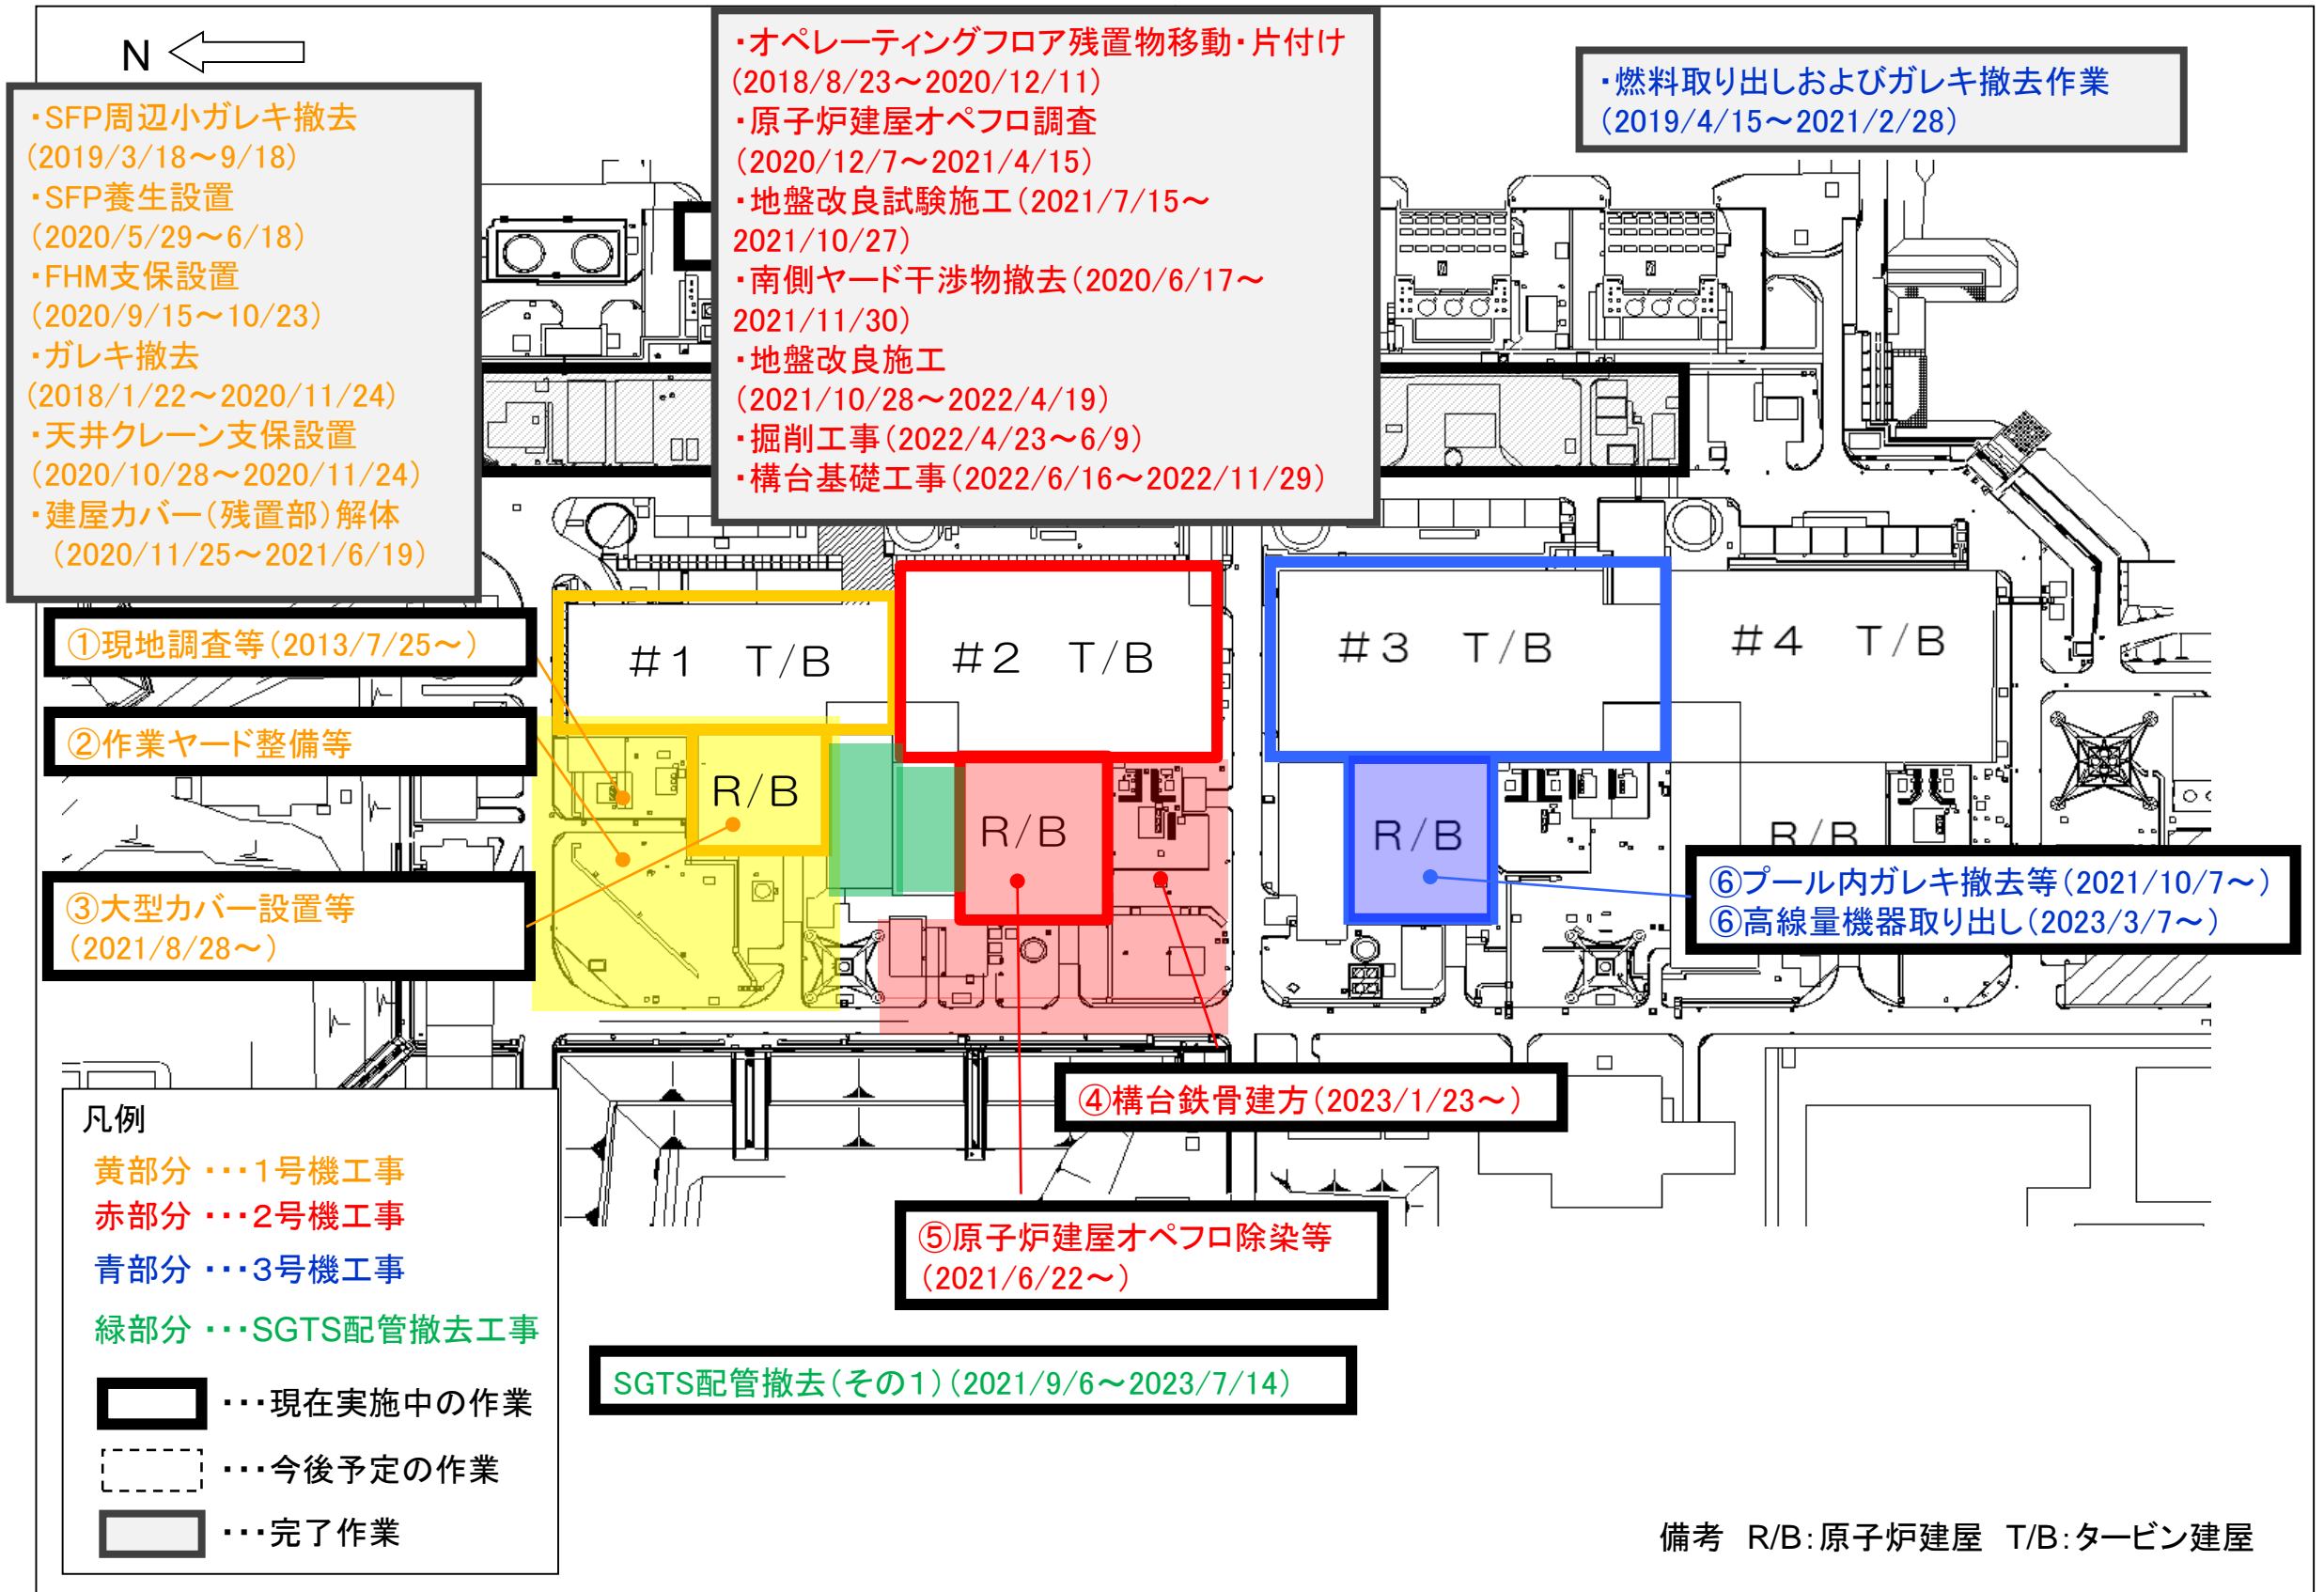 N
・SFP周辺小ガレキ撤去
(2019/3/18～9/18)
・SFP養生設置
(2020/5/29～6/18)
・FHM支保設置
(2020/9/15～10/23)
・ガレキ撤去
(2018/1/22～2020/11/24)
・天井クレーン支保設置
(2020/10/28～2020/11/24)
・建屋カバー(残置部)解体
(2020/11/25～2021/6/19)
・オペレーティングフロア残置物移動・片付け
(2018/8/23～2020/12/11)
・原子炉建屋オペフロ調査
(2020/12/7～2021/4/15)
・地盤改良試験施工(2021/7/15～
2021/10/27)
・南側ヤード干渉物撤去(2020/6/17～
2021/11/30)
・地盤改良施工
(2021/10/28～2022/4/19)
・掘削工事(2022/4/23～6/9)
・構台基礎工事(2022/6/16～2022/11/29)
・燃料取り出しおよびガレキ撤去作業
(2019/4/15～2021/2/28)
①現地調査等(2013/7/25～)
②作業ヤード整備等
③大型カバー設置等
(2021/8/28～)
#1 T/B
#2 T/B
#3 T/B
#4 T/B
R/B
R/B
R/B
R/B
⑥プール内ガレキ撤去等(2021/10/7～)
⑥高線量機器取り出し(2023/3/7～)
④構台鉄骨建方(2023/1/23～)
⑤原子炉建屋オペフロ除染等
(2021/6/22～)
SGTS配管撤去(その1)(2021/9/6～2023/7/14)
凡例
黄部分 ・・・1号機工事
赤部分 ・・・2号機工事
青部分 ・・・3号機工事
緑部分 ・・・SGTS配管撤去工事
・・・現在実施中の作業
・・・今後予定の作業
・・・完了作業
備考 R/B:原子炉建屋 T/B:タービン建屋